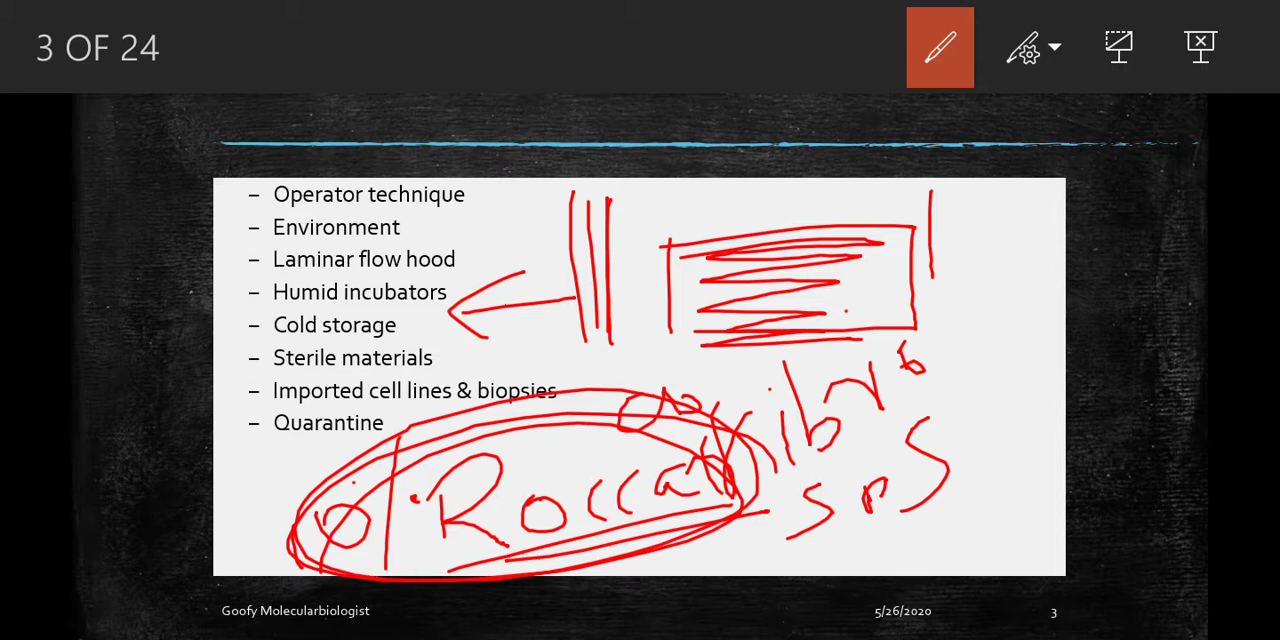 3 OF 24
– Operator technique
– Environment
– Laminar flow hood
– Humid incubators
– Cold storage
– Sterile materials
– Imported cell lines & biopsies
– Quarantine
Roccal
Goofy Molecularbiologist 5/26/2020 3